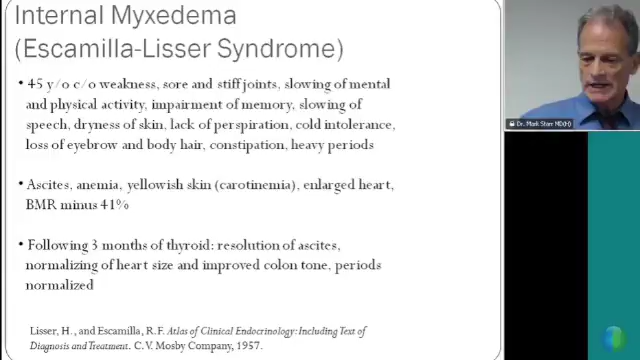 Internal Myxedema
(Escamilla-Lisser Syndrome)
• 45 y/o c/o weakness, sore and stiff joints, slowing of mental
and physical activity, impairment of memory, slowing of
speech, dryness of skin, lack of perspiration, cold intolerance,
loss of eyebrow and body hair, constipation, heavy periods
• Ascites, anemia, yellowish skin (carotinemia), enlarged heart,
BMR minus 41%
• Following 3 months of thyroid: resolution of ascites,
normalizing of heart size and improved colon tone, periods
normalized
Lisser, H., and Escamilla, R.F. Atlas of Clinical Endocrinology: Including Text of
Diagnosis and Treatment. C.V. Mosby Company, 1957.
Dr. Mark Starr MD(H)